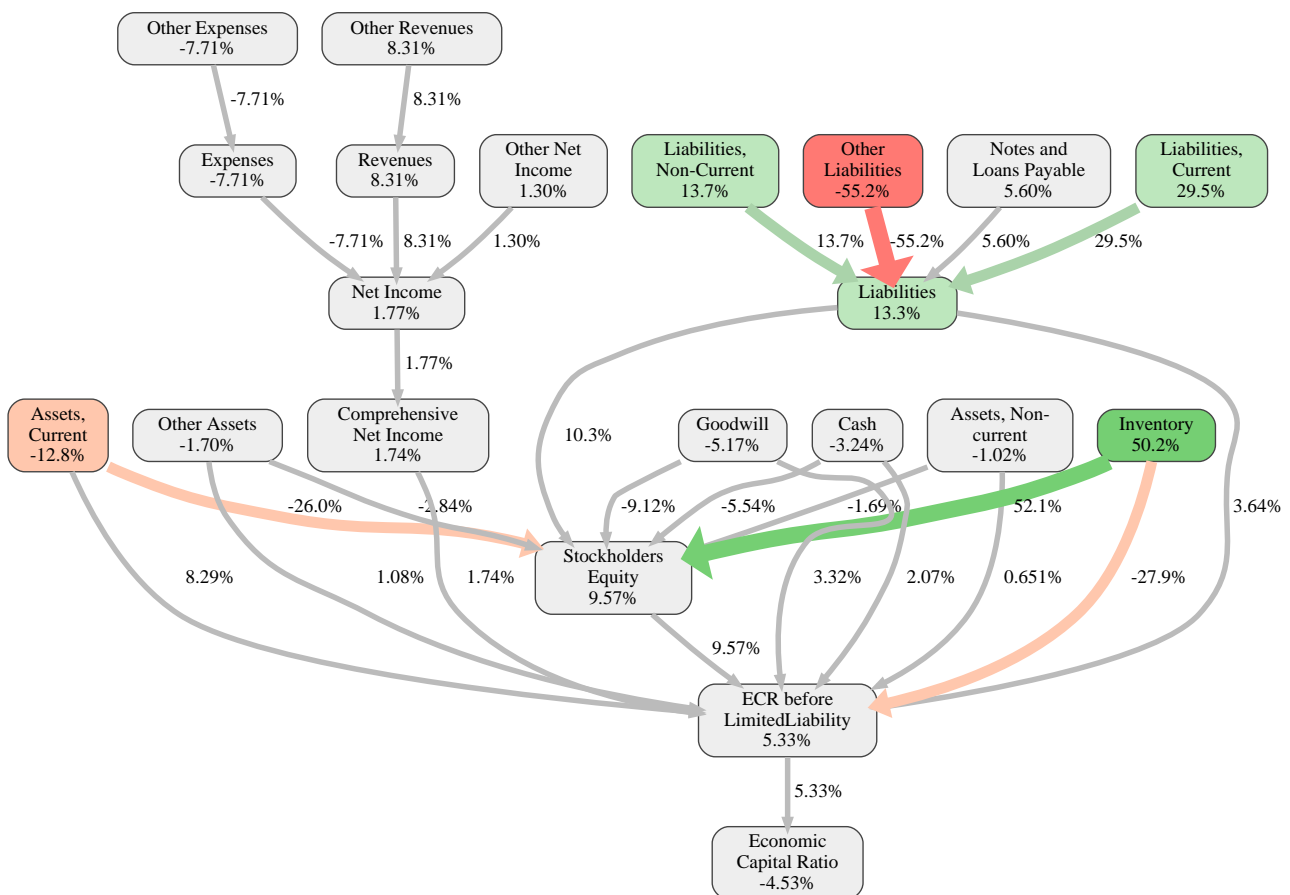 Other Expenses
-7.71%
Other Revenues
8.31%
-7.71%
8.31%
Expenses
-7.71%
Revenues
8.31%
Other Net
Income
1.30%
Liabilities,
Non-Current
13.7%
Other
Liabilities
-55.2%
Notes and
Loans Payable
5.60%
Liabilities,
Current
29.5%
-7.71%
8.31%
1.30%
13.7%
-55.2%
5.60%
29.5%
Net Income
1.77%
Liabilities
13.3%
1.77%
Assets,
Current
-12.8%
Other Assets
-1.70%
Comprehensive
Net Income
1.74%
10.3%
Goodwill
-5.17%
Cash
-3.24%
Assets, Non-
current
-1.02%
Inventory
50.2%
-26.0%
-2.84%
-9.12%
-5.54%
-1.69%
52.1%
3.64%
Stockholders
Equity
9.57%
8.29%
1.08%
1.74%
3.32%
2.07%
0.651%
-27.9%
9.57%
ECR before
LimitedLiability
5.33%
5.33%
Economic
Capital Ratio
-4.53%